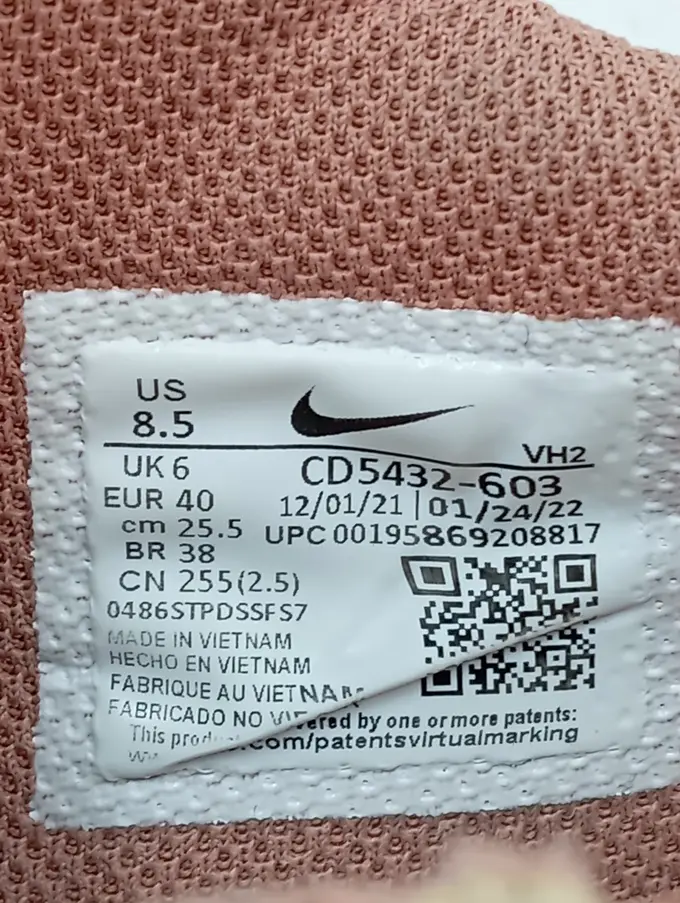 US
8.5
VH2
UK 6
CD5432-603
EUR 40
12/01/21 | 01/24/22
cm 25.5
UPC 00195869208817
BR 38
CN 255(2.5)
0486STPDSSFS7
MADE IN VIETNAM
HECHO EN VIETNAM
FABRIQUE AU VIETNAM
FABRICADO NO
by one or more patents:
This
.com/patentsvirtualmarking